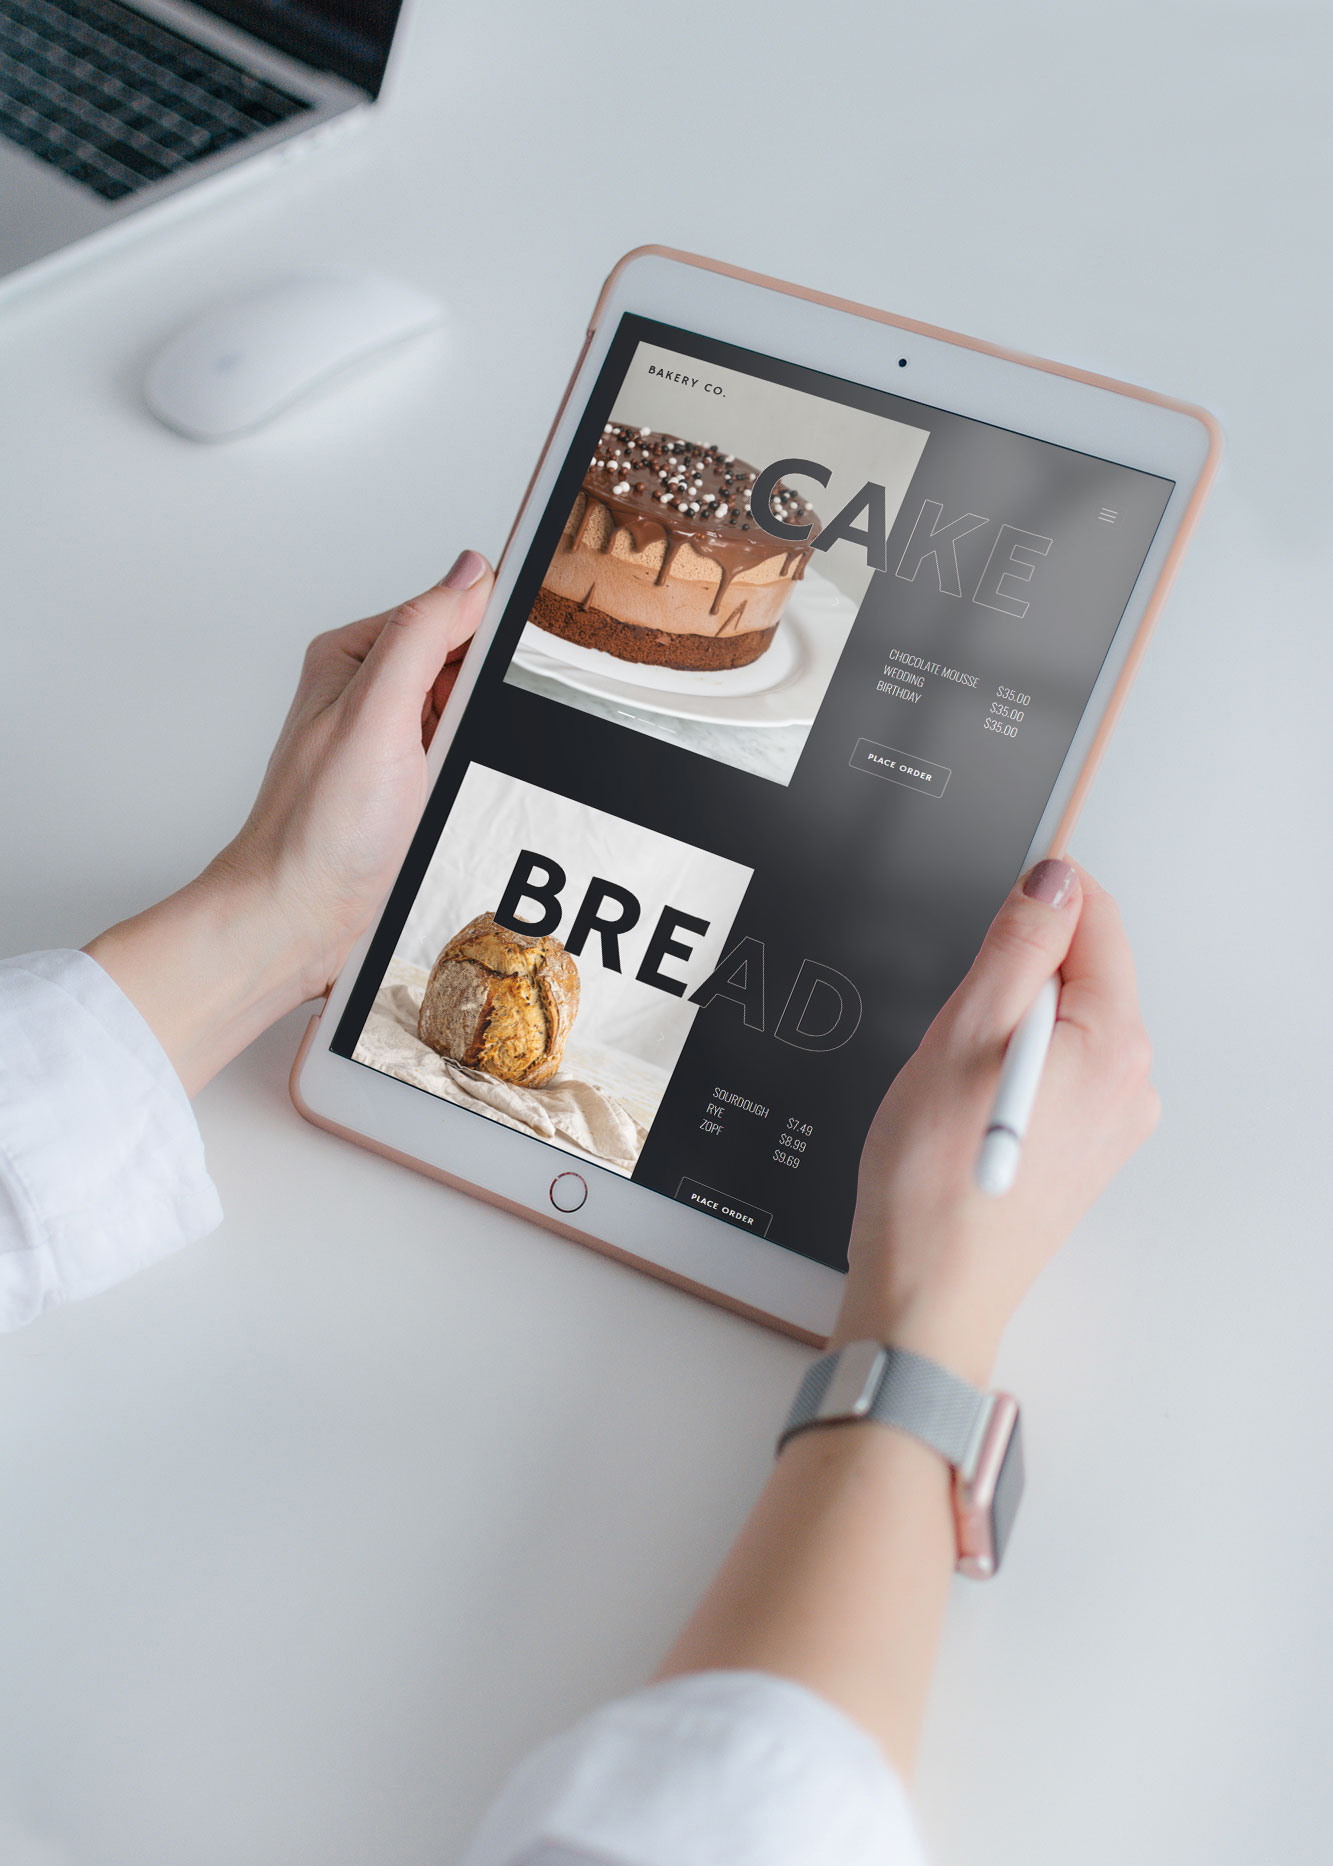 BAKERY CO.
CAKE
CHOCOLATE MOUSSE $35.00
WEDDING $35.00
BIRTHDAY $35.00
PLACE ORDER
BREAD
SOURDOUGH $7.49
RYE $8.99
ZOPF $9.69
PLACE ORDER